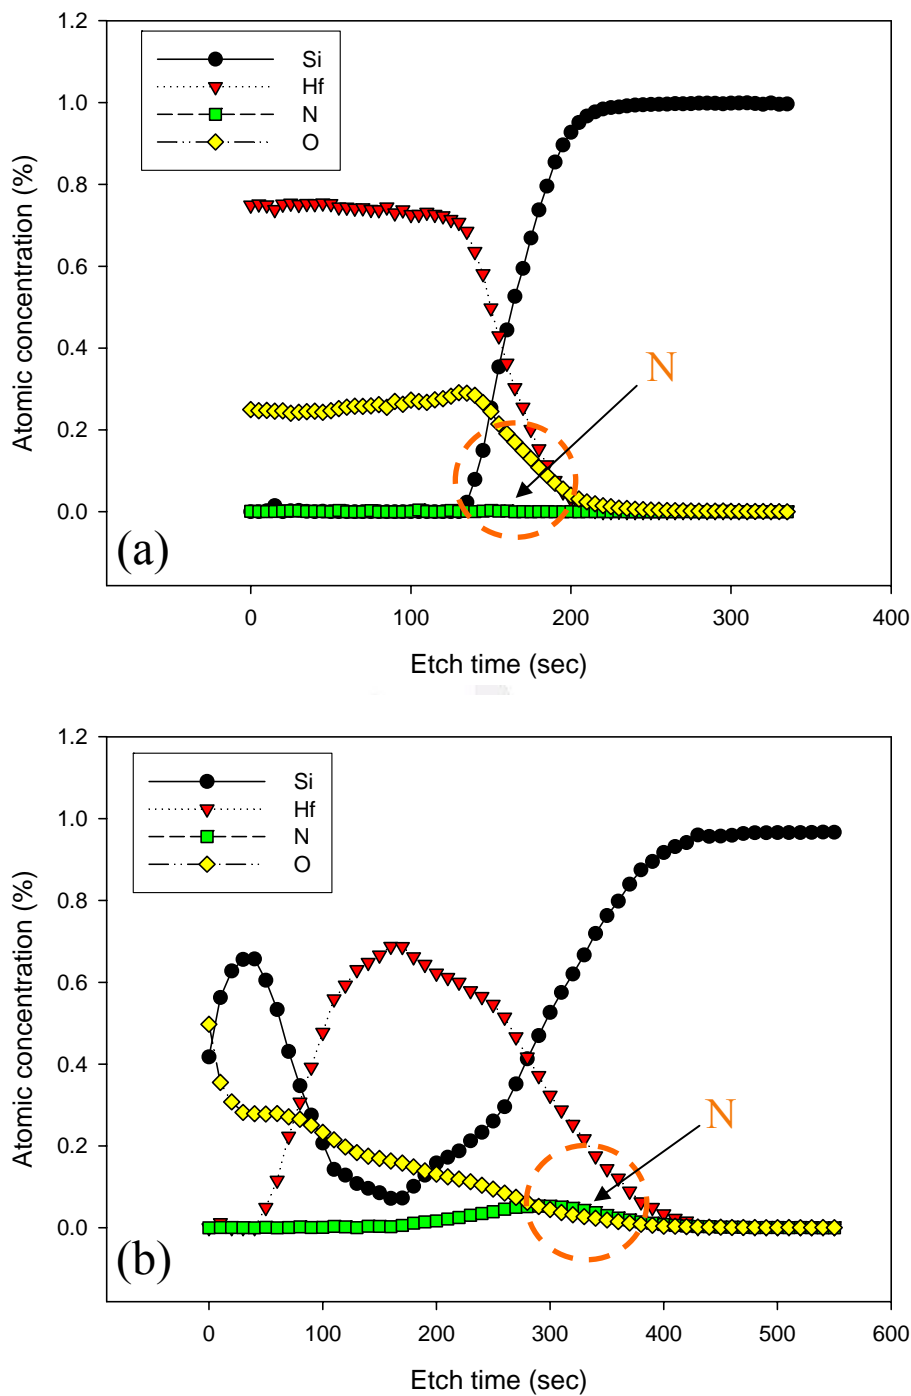 1.2
1.0
0.8
0.6
0.4
0.2
0.0
Atomic concentration (%)
Si
Hf
N
O
N
(a)
0 100 200 300 400
Etch time (sec)
1.2
1.0
0.8
0.6
0.4
0.2
0.0
Atomic concentration (%)
Si
Hf
N
O
N
(b)
0 100 200 300 400 500 600
Etch time (sec)